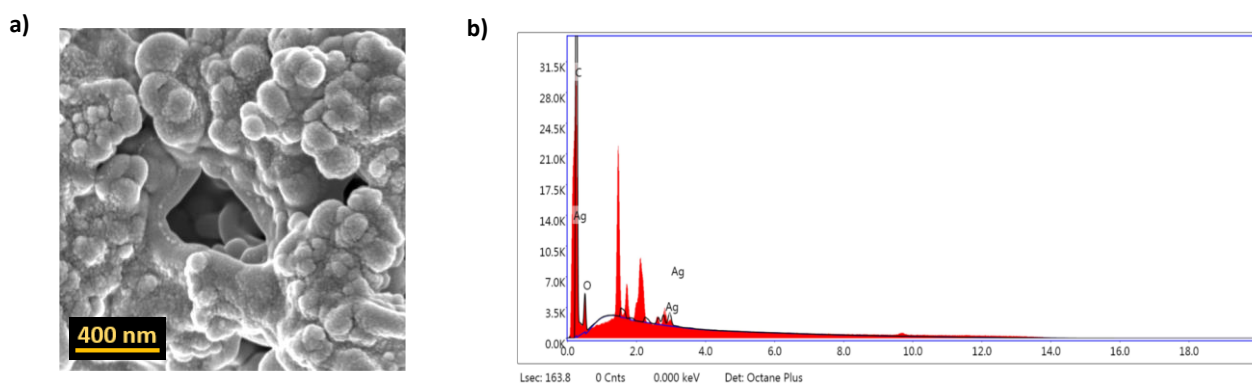 a)
b)
400 nm
31.5K
28.0K
24.5K
21.0K
17.5K
14.0K
10.5K
7.0K
3.5K
0.0K
C
Ag
O
Ag
Ag
0.0 2.0 4.0 6.0 8.0 10.0 12.0 14.0 16.0 18.0
Lsec: 163.8 0 Cnts 0.000 keV Det: Octane Plus